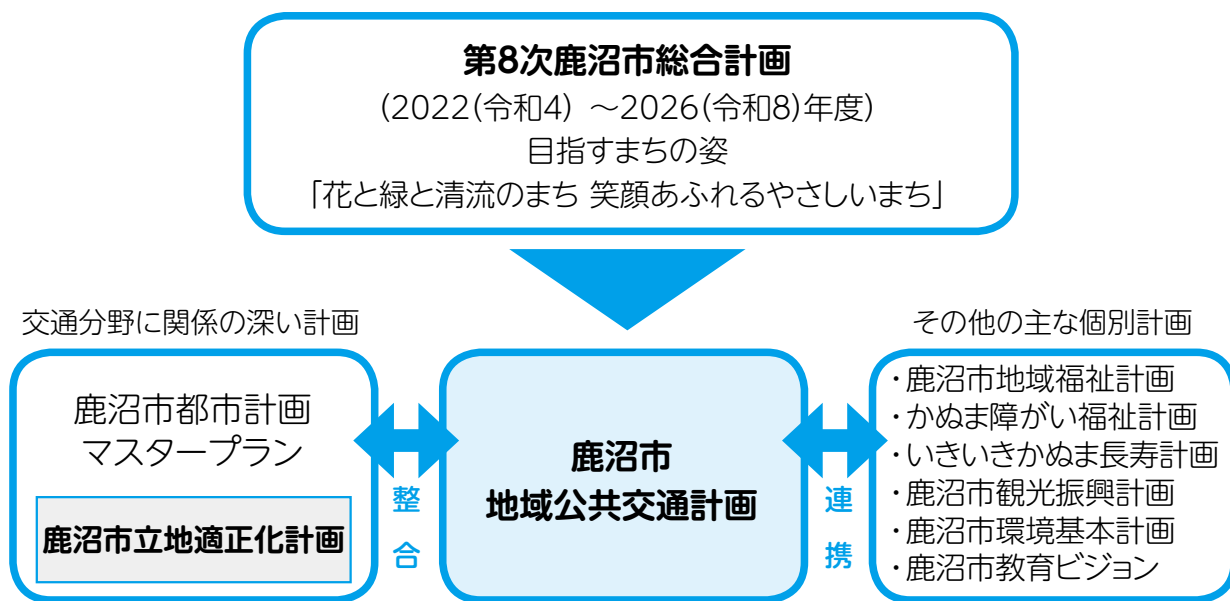 第8次鹿沼市総合計画
(2022(令和4) ～2026(令和8)年度)
目指すまちの姿
「花と緑と清流のまち 笑顔あふれるやさしいまち」
交通分野に関係の深い計画
鹿沼市都市計画
マスタープラン
鹿沼市立地適正化計画
整
合
鹿沼市
地域公共交通計画
連
携
その他の主な個別計画
・鹿沼市地域福祉計画
・かぬま障がい福祉計画
・いきいきかぬま長寿計画
・鹿沼市観光振興計画
・鹿沼市環境基本計画
・鹿沼市教育ビジョン